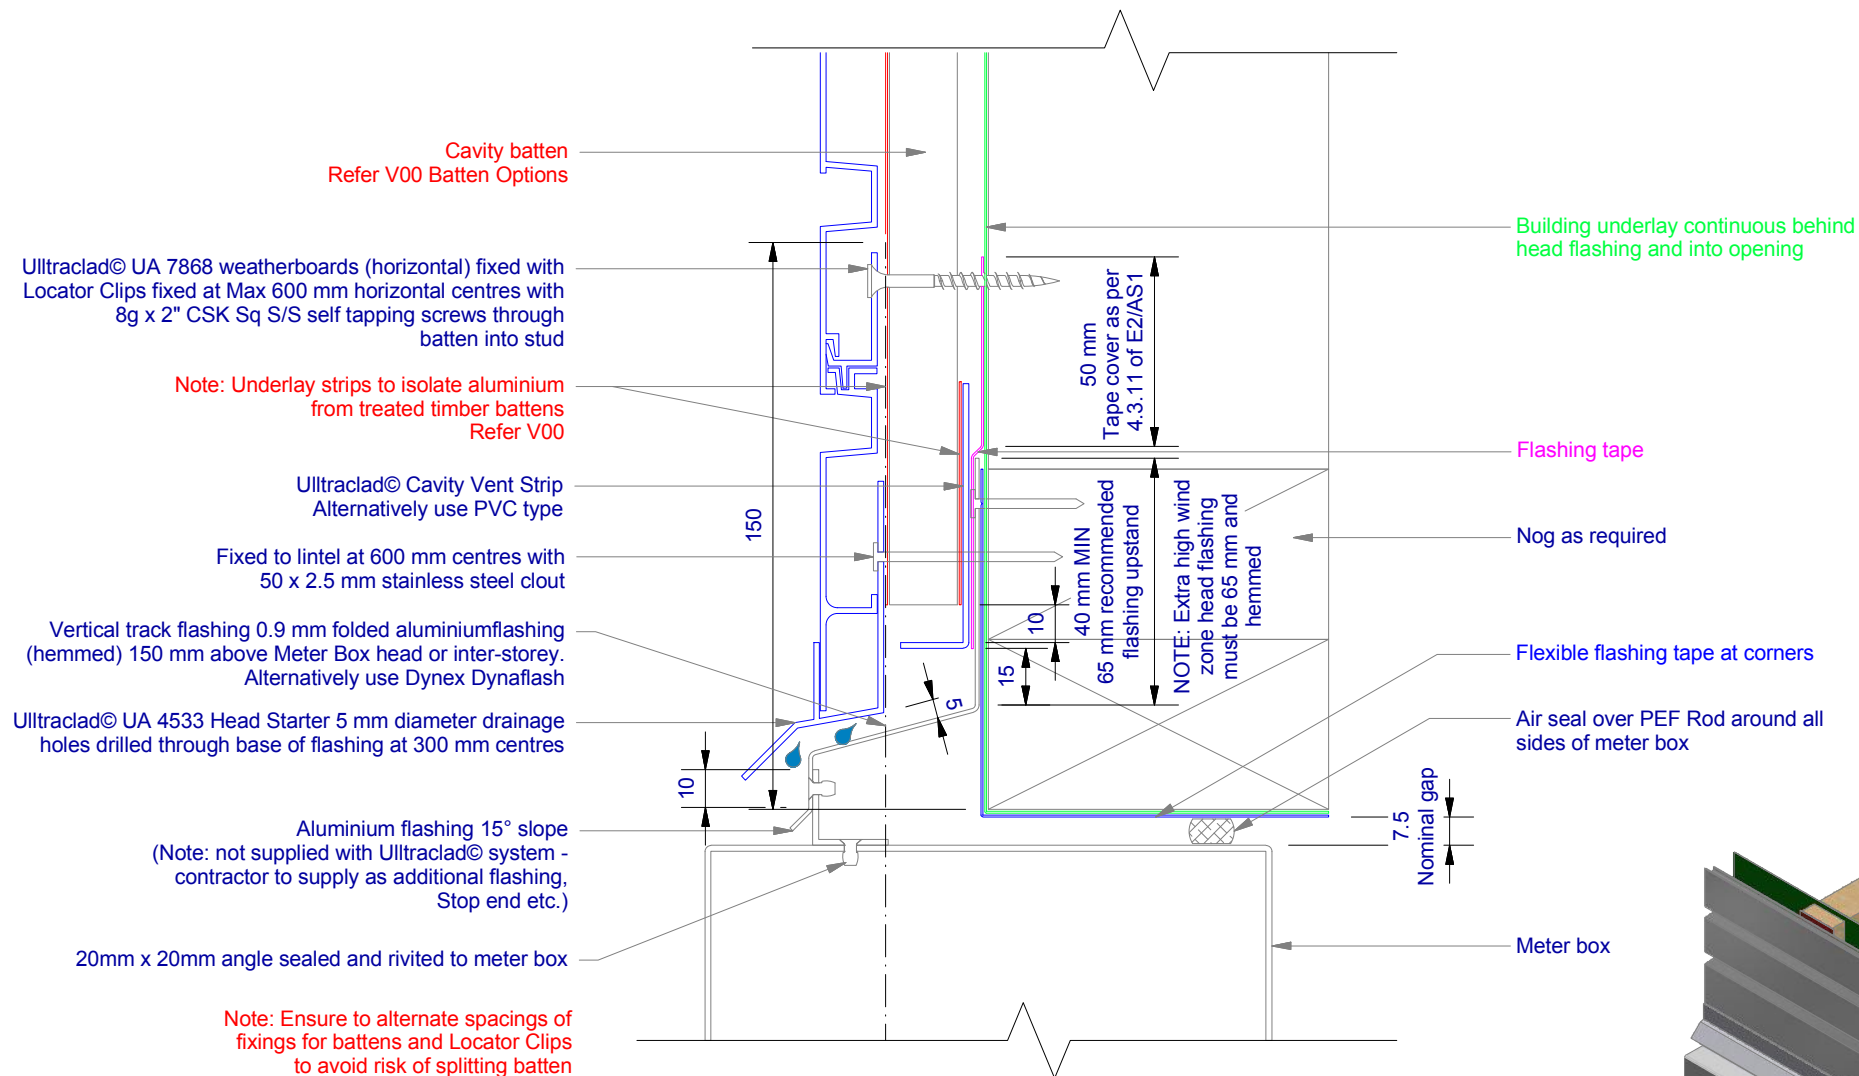 Cavity batten
Refer V00 Batten Options
Ulltraclad© UA 7868 weatherboards (horizontal) fixed with
Locator Clips fixed at Max 600 mm horizontal centres with
8g x 2" CSK Sq S/S self tapping screws through
batten into stud
Note: Underlay strips to isolate aluminium
from treated timber battens
Refer V00
Ulltraclad© Cavity Vent Strip
Alternatively use PVC type
Fixed to lintel at 600 mm centres with
50 x 2.5 mm stainless steel clout
Vertical track flashing 0.9 mm folded aluminiumflashing
(hemmed) 150 mm above Meter Box head or inter-storey.
Alternatively use Dynex Dynaflash
Ulltraclad© UA 4533 Head Starter 5 mm diameter drainage
holes drilled through base of flashing at 300 mm centres
Aluminium flashing 15° slope
(Note: not supplied with Ulltraclad© system -
contractor to supply as additional flashing,
Stop end etc.)
20mm x 20mm angle sealed and rivited to meter box
Note: Ensure to alternate spacings of
fixings for battens and Locator Clips
to avoid risk of splitting batten
150
10
5
15
10
50 mm
Tape cover as per
4.3.11 of E2/AS1
40 mm MIN
65 mm recommended
flashing upstand
NOTE: Extra high wind
zone head flashing
must be 65 mm and
hemmed
7.5
Nominal gap
Building underlay continuous behind
head flashing and into opening
Flashing tape
Nog as required
Flexible flashing tape at corners
Air seal over PEF Rod around all
sides of meter box
Meter box